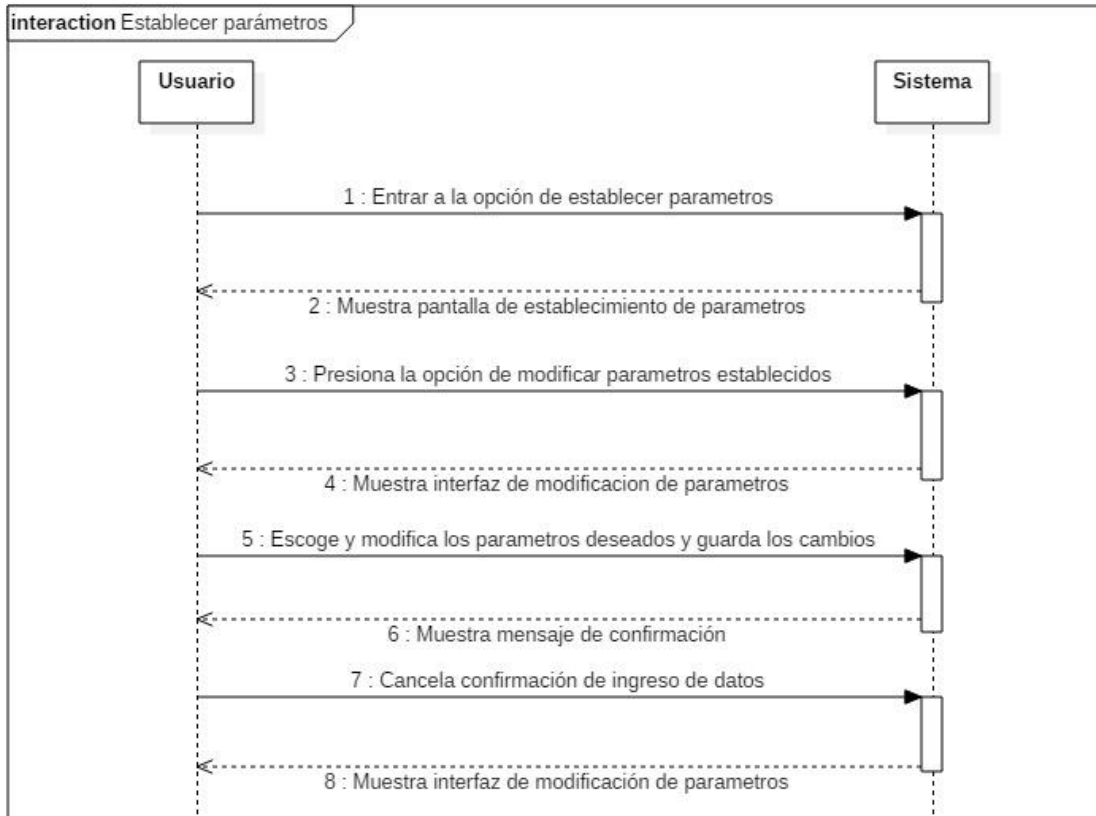 interaction Establecer parámetros
Usuario
Sistema
1 : Entrar a la opción de establecer parametros
2 : Muestra pantalla de establecimiento de parametros
3 : Presiona la opción de modificar parametros establecidos
4 : Muestra interfaz de modificacion de parametros
5 : Escoge y modifica los parametros deseados y guarda los cambios
6 : Muestra mensaje de confirmación
7 : Cancela confirmación de ingreso de datos
8 : Muestra interfaz de modificación de parametros